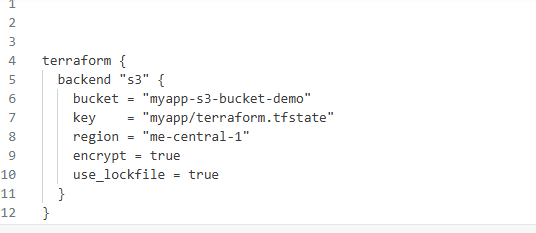 1
2
3
4 terraform {
5   backend "s3" {
6     bucket = "myapp-s3-bucket-demo"
7     key    = "myapp/terraform.tfstate"
8     region = "me-central-1"
9     encrypt = true
10     use_lockfile = true
11   }
12 }